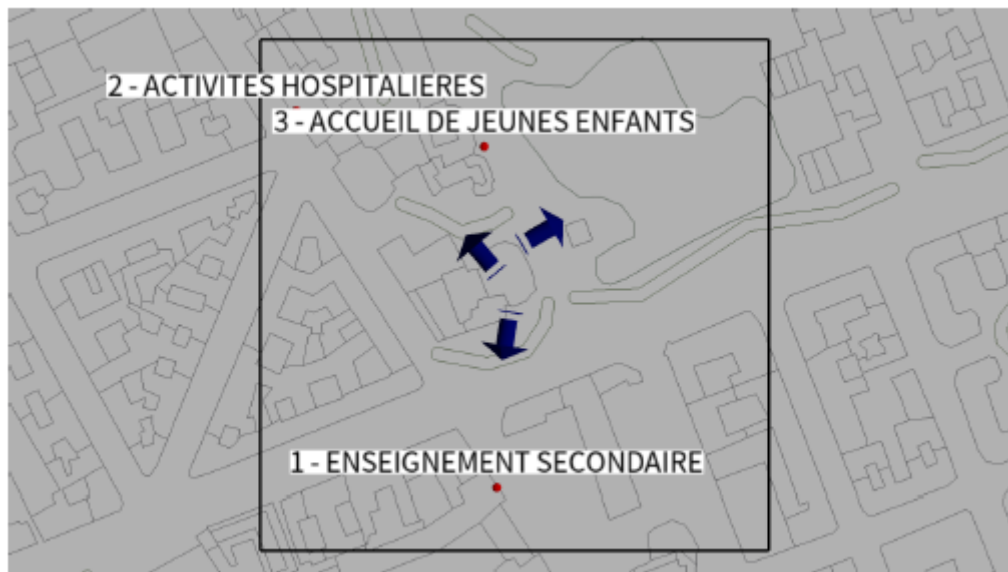 2 - ACTIVITES HOSPITALIERES
3 - ACCUEIL DE JEUNES ENFANTS
1 - ENSEIGNEMENT SECONDAIRE